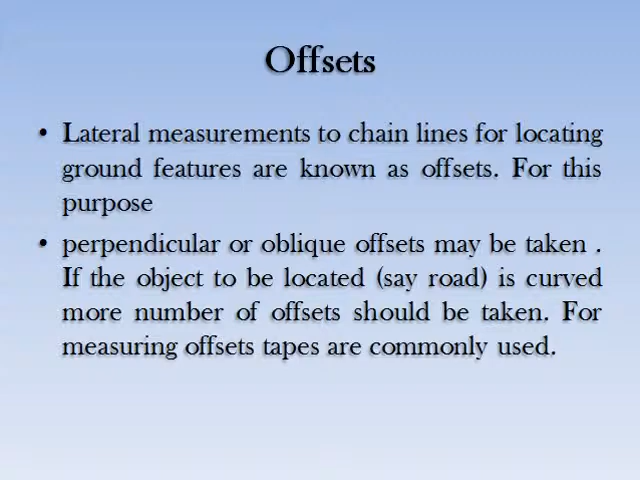 Offsets
• Lateral measurements to chain lines for locating
ground features are known as offsets. For this
purpose
• perpendicular or oblique offsets may be taken .
If the object to be located (say road) is curved
more number of offsets should be taken. For
measuring offsets tapes are commonly used.